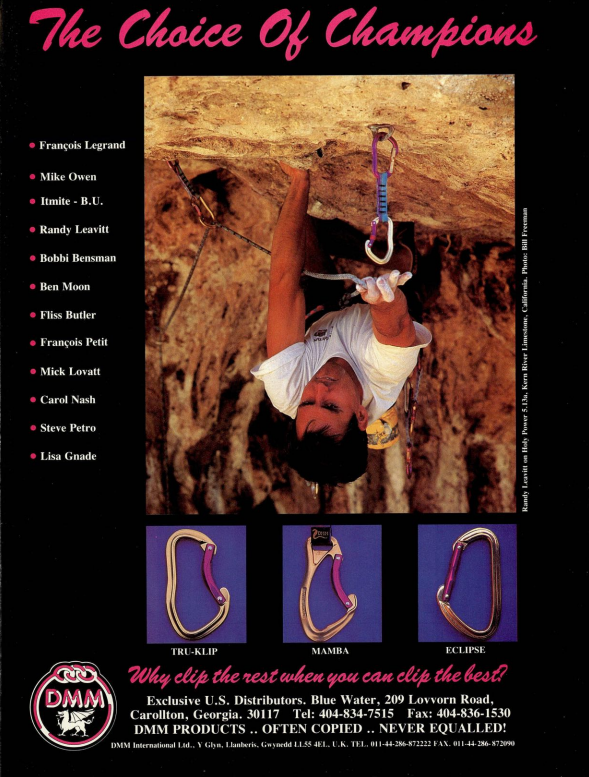 The Choice Of Champions
François Legrand
Mike Owen
Itmite - B.U.
Randy Leavitt
Bobbi Bensman
Ben Moon
Fliss Butler
François Petit
Mick Lovatt
Carol Nash
Steve Petro
Lisa Gnade
Randy Leavitt on Holy Power 5.13a, Kern River Limestone, California. Photo: Bill Freeman
TRU-KLIP
MAMBA
ECLIPSE
Why clip the rest when you can clip the best?
DMM
Exclusive U.S. Distributors. Blue Water, 209 Lovvorn Road,
Carollton, Georgia. 30117 Tel: 404-834-7515 Fax: 404-836-1530
DMM PRODUCTS .. OFTEN COPIED .. NEVER EQUALLED!
DMM International Ltd., Y Glyn, Llanberis, Gwynedd LL55 4EL, U.K. TEL. 011-44-286-872222 FAX. 011-44-286-872090